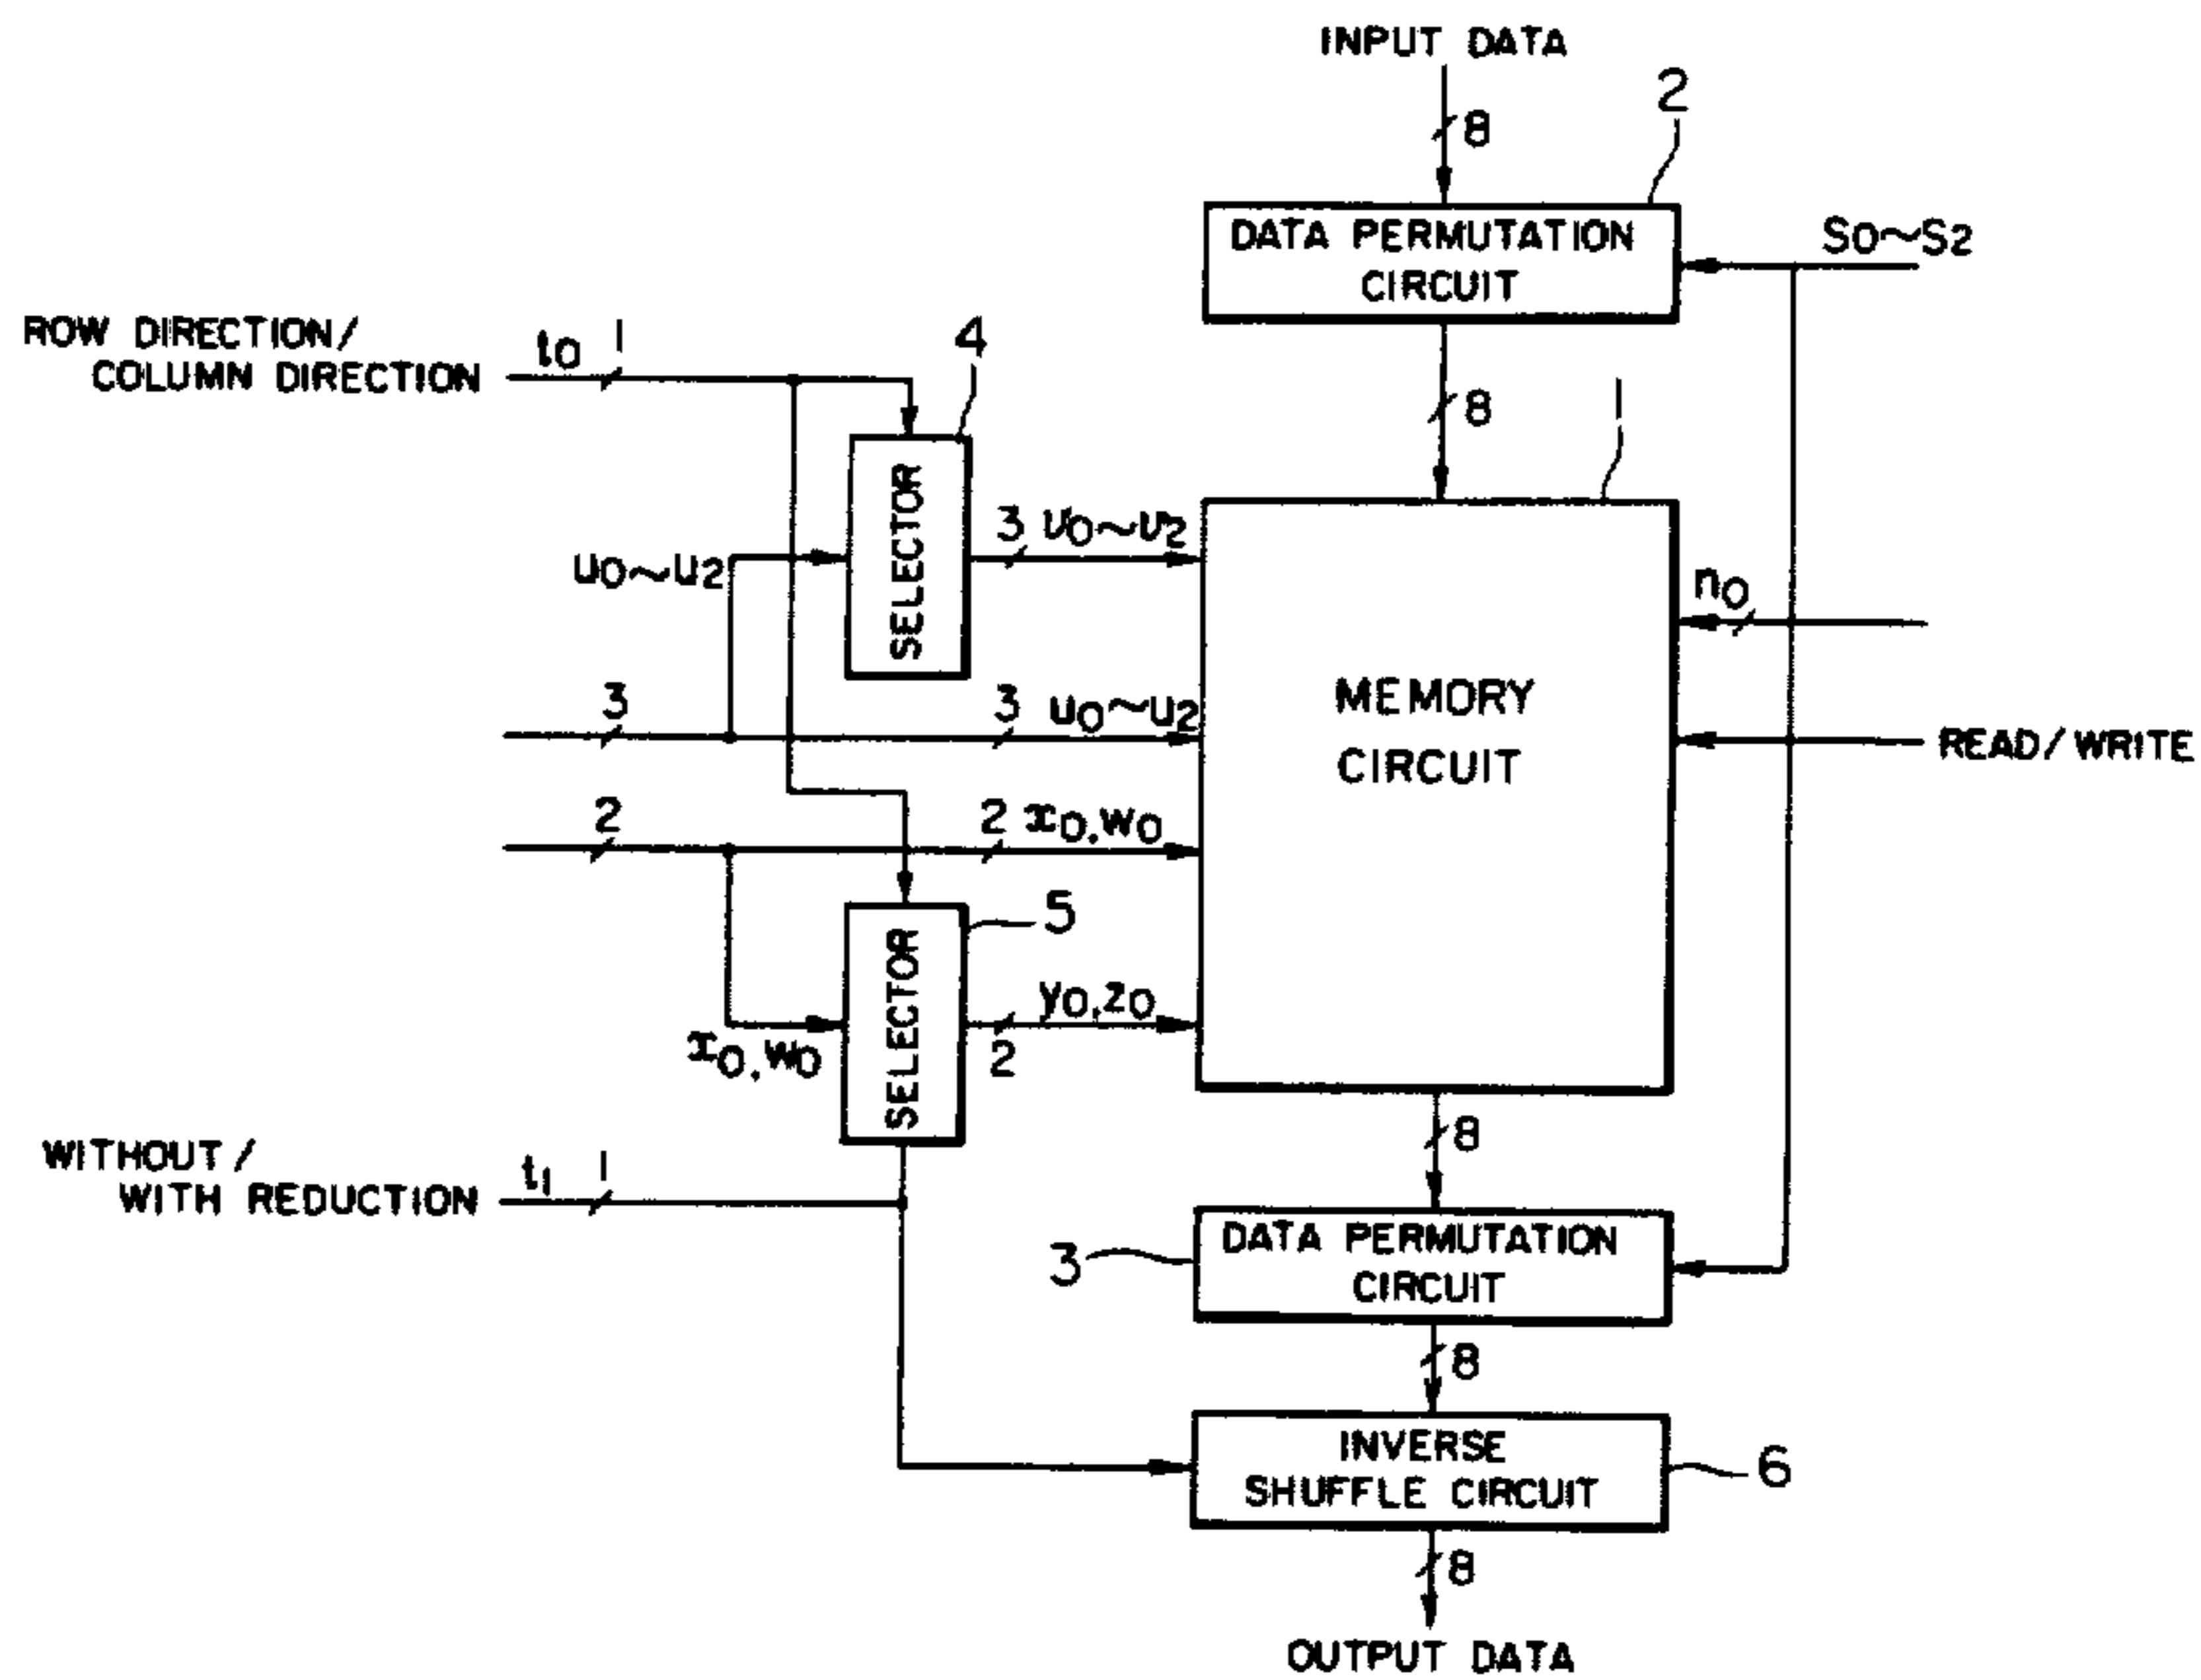 INPUT DATA
8
2
DATA PERMUTATION
CIRCUIT
S0~S2
ROW DIRECTION/
COLUMN DIRECTION
t0
1
4
8
1
SELECTOR
3
v0~v2
u0~u2
n0
3
3
u0~u2
MEMORY
CIRCUIT
READ/WRITE
2
2
x0,w0
5
SELECTOR
y0,z0
2
x0,w0
8
WITHOUT/
WITH REDUCTION
t1
1
3
DATA PERMUTATION
CIRCUIT
8
INVERSE
SHUFFLE CIRCUIT
6
8
OUTPUT DATA